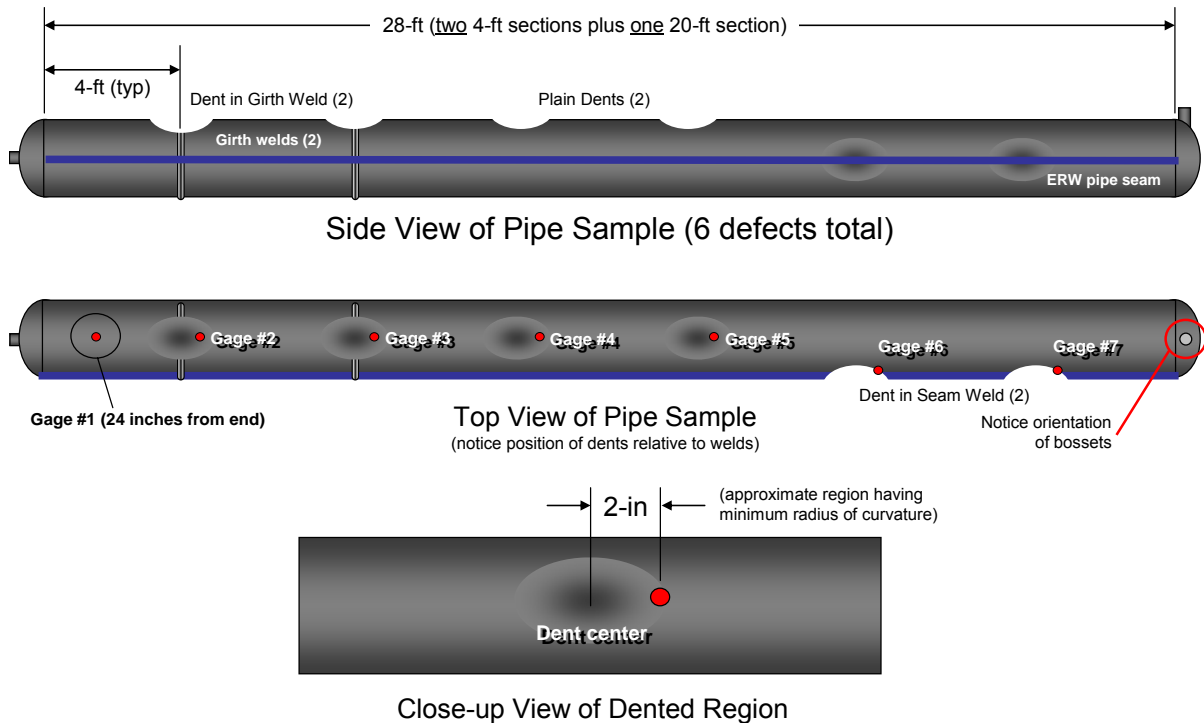 28-ft (two 4-ft sections plus one 20-ft section)
4-ft (typ)
Dent in Girth Weld (2)
Plain Dents (2)
Girth welds (2)
ERW pipe seam
Side View of Pipe Sample (6 defects total)
Gage #2
Gage #3
Gage #4
Gage #5
Gage #6
Gage #7
Gage #1 (24 inches from end)
Dent in Seam Weld (2)
Top View of Pipe Sample
(notice position of dents relative to welds)
Notice orientation
of bossets
2-in
(approximate region having
minimum radius of curvature)
Dent center
Close-up View of Dented Region